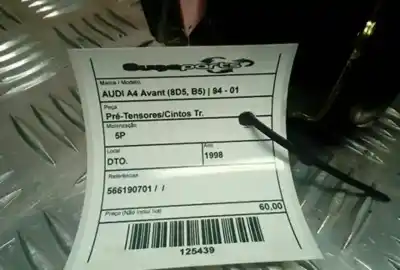 Marca / Modelo
AUDI A4 Avant (8D5, B5) | 94 - 01
Peça
Pré-Tensores/Cintos Tr.
Motorização
5P
Local
Ano
DTO.
1998
Referências
566190701 / /
Preço (Não inclui Iva)
60,00
125439